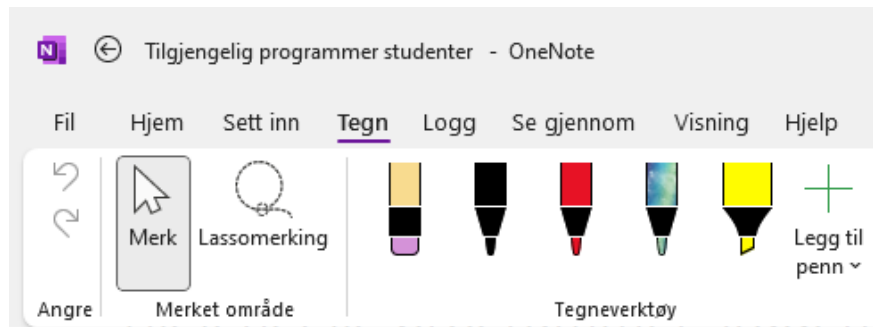 N
Tilgjengelig programmer studenter - OneNote
Fil Hjem Sett inn Tegn Logg Se gjennom Visning Hjelp
Merk Lassomerking Legg til
penn
Angre Merket område Tegneverktøy